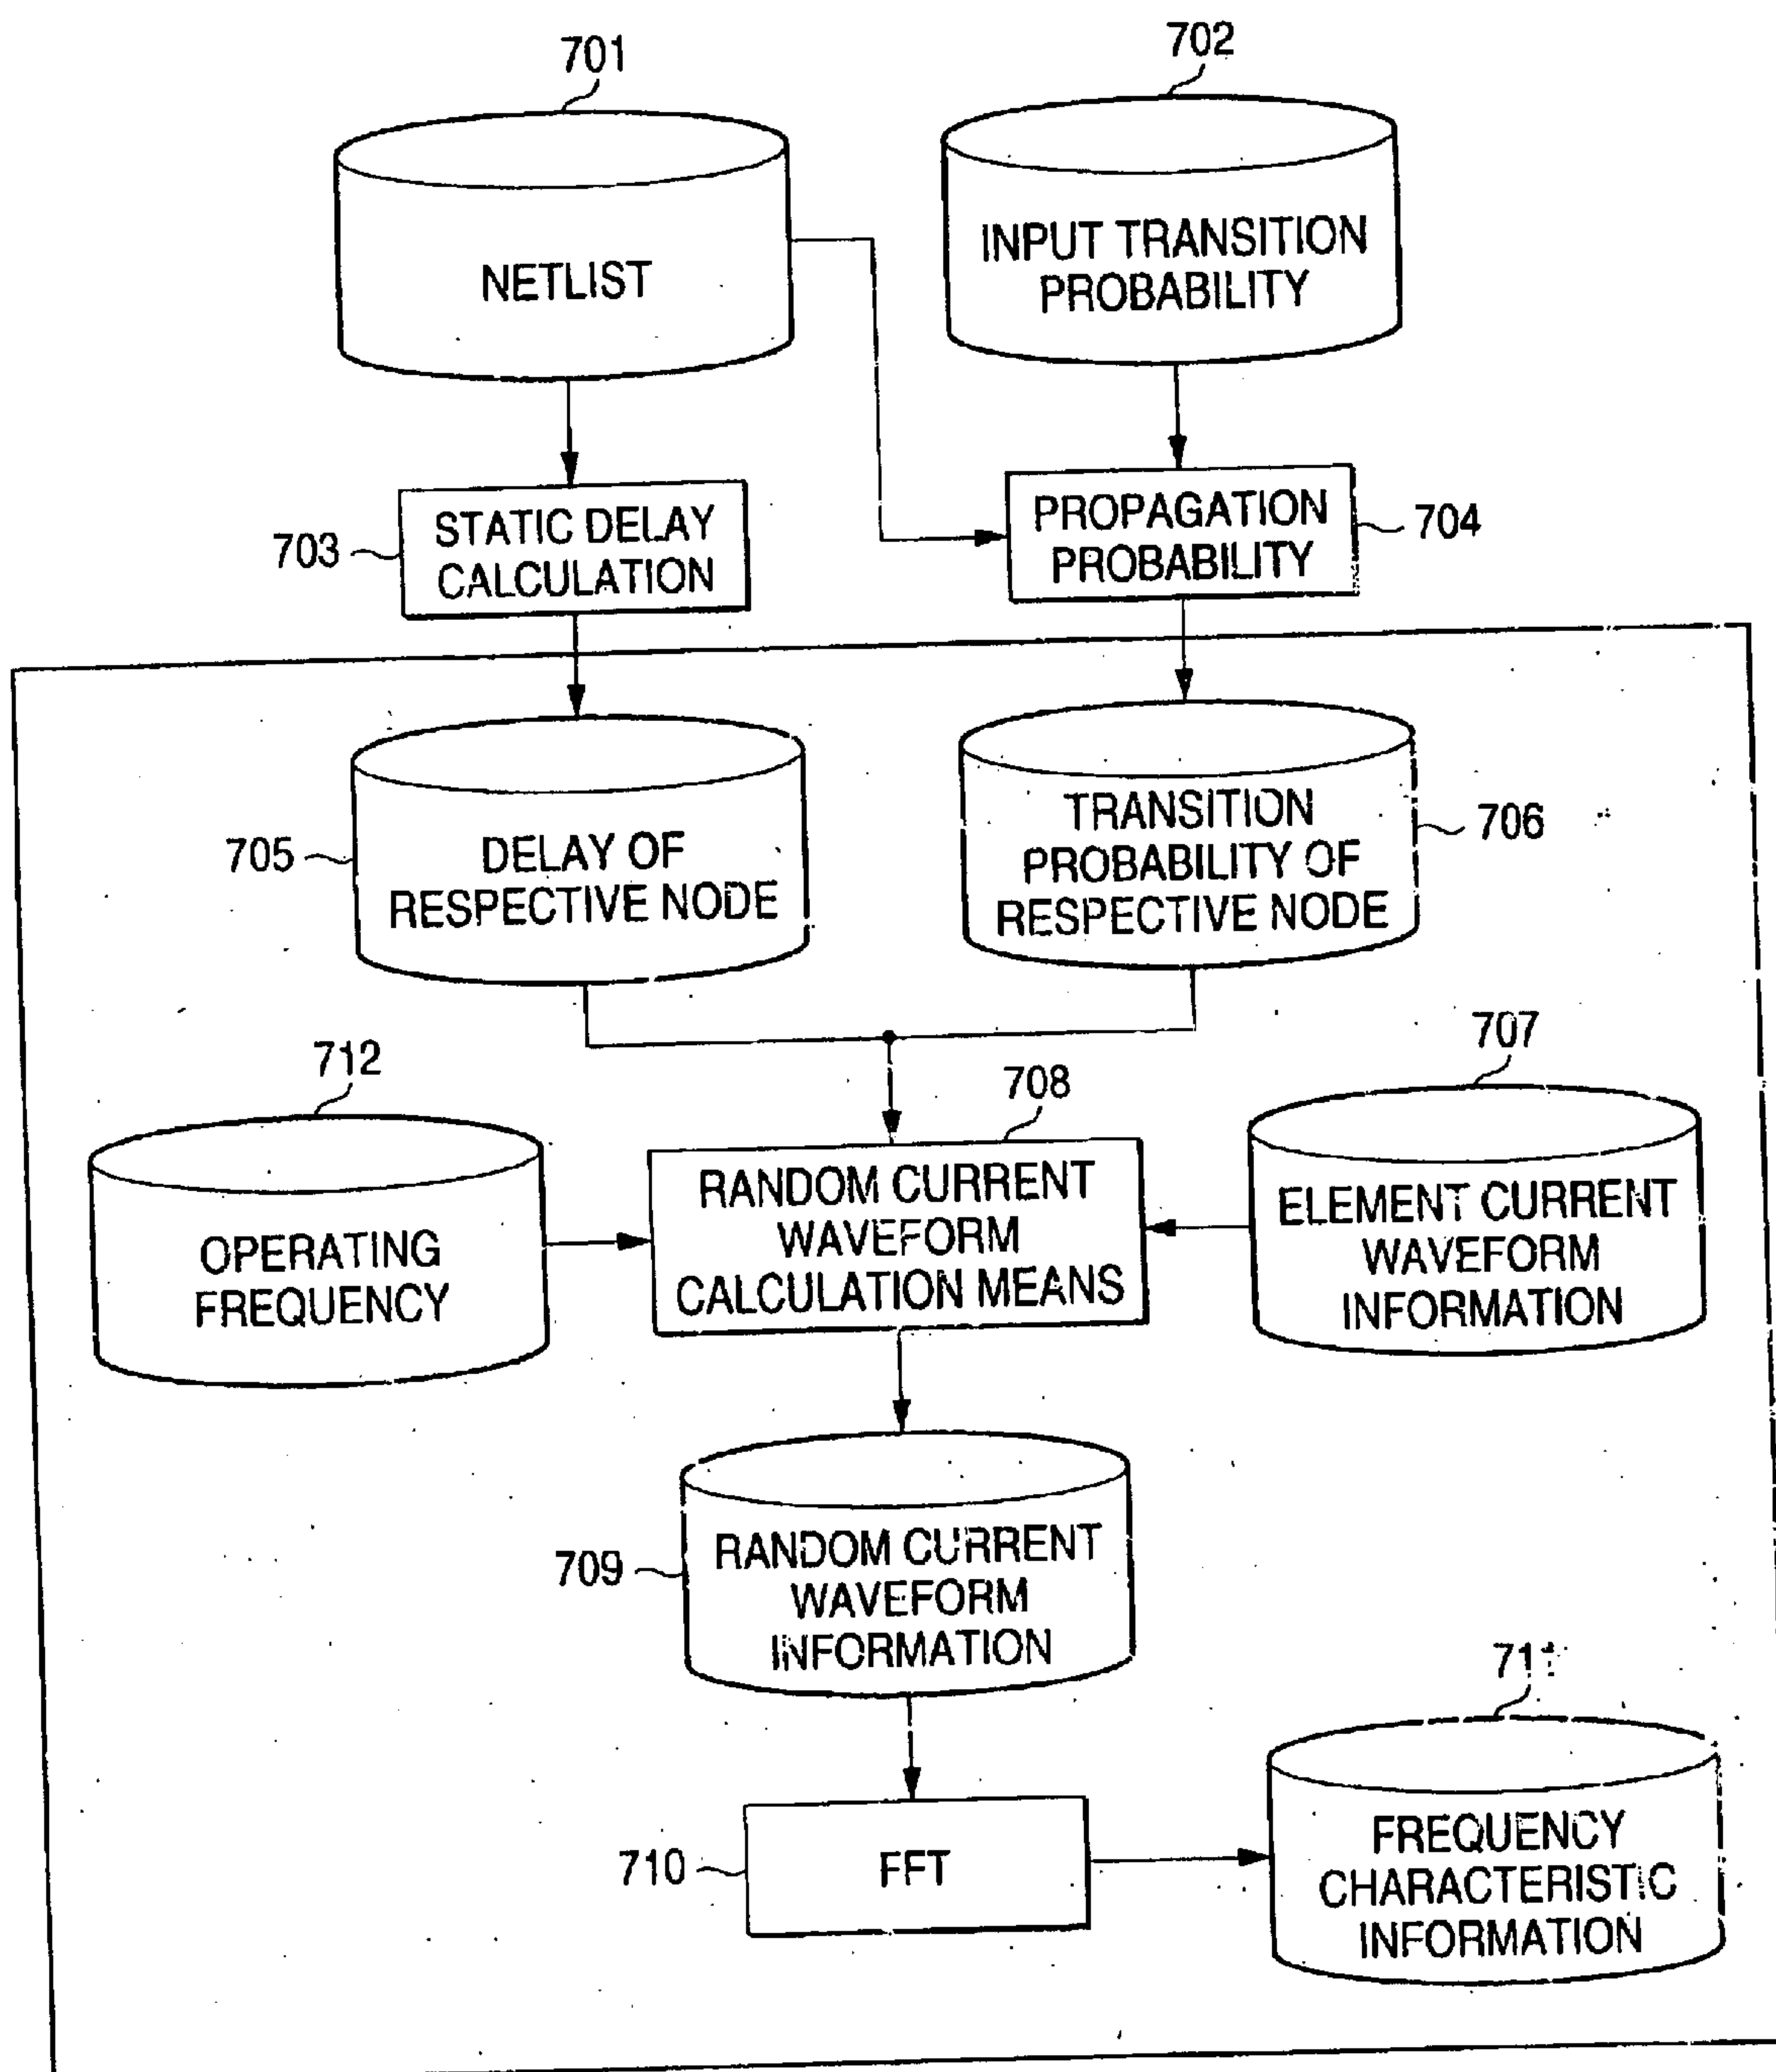 701
702
NETLIST
INPUT TRANSITION
PROBABILITY
703
STATIC DELAY
CALCULATION
PROPAGATION
PROBABILITY
704
705
DELAY OF
RESPECTIVE NODE
TRANSITION
PROBABILITY OF
RESPECTIVE NODE
706
712
OPERATING
FREQUENCY
708
RANDOM CURRENT
WAVEFORM
CALCULATION MEANS
707
ELEMENT CURRENT
WAVEFORM
INFORMATION
709
RANDOM CURRENT
WAVEFORM
INFORMATION
710
FFT
711
FREQUENCY
CHARACTERISTIC
INFORMATION